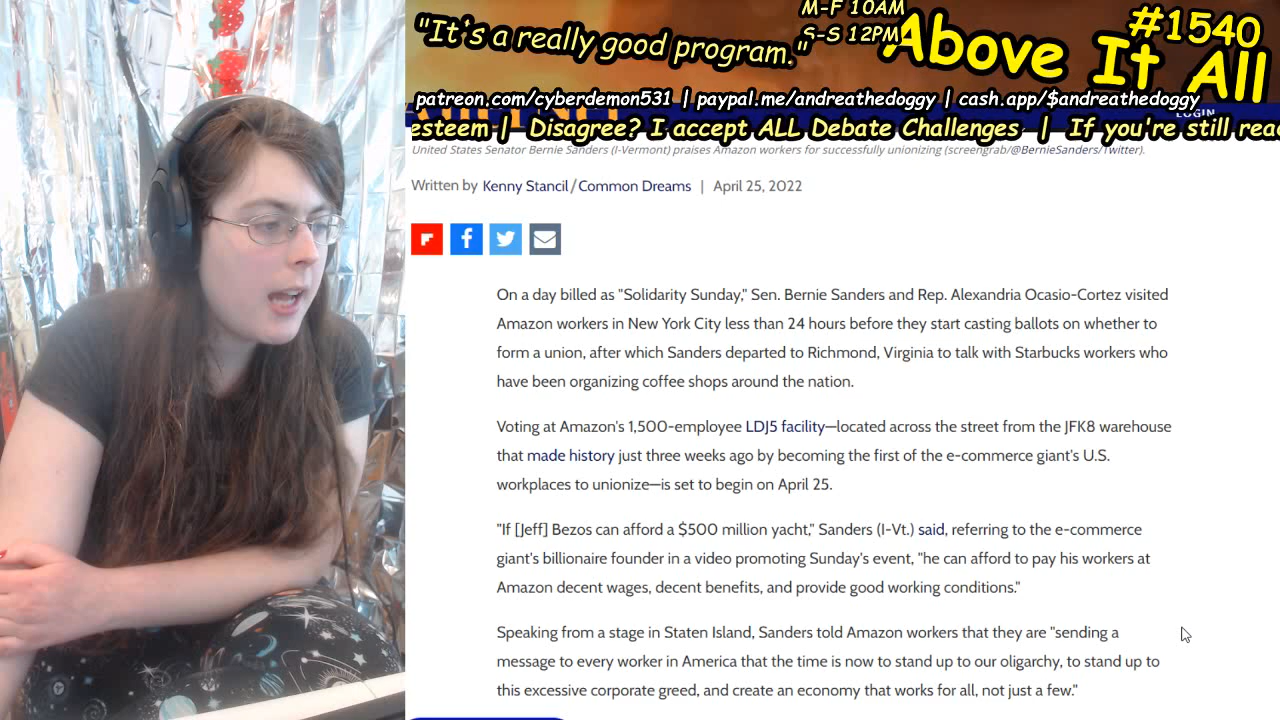 "It's a really good program."
M-F 10AM
S-S 12PM
Above It All
#1540
patreon.com/cyberdemon531 | paypal.me/andreathedoggy | cash.app/$andreathedoggy
LOGIN
esteem | Disagree? I accept ALL Debate Challenges | If you're still
United States Senator Bernie Sanders (I-Vermont) praises Amazon workers for successfully unionizing (screengrab/@BernieSanders/Twitter).
Written by Kenny Stancil / Common Dreams | April 25, 2022
On a day billed as "Solidarity Sunday," Sen. Bernie Sanders and Rep. Alexandria Ocasio-Cortez visited
Amazon workers in New York City less than 24 hours before they start casting ballots on whether to
form a union, after which Sanders departed to Richmond, Virginia to talk with Starbucks workers who
have been organizing coffee shops around the nation.
Voting at Amazon's 1,500-employee LDJ5 facility—located across the street from the JFK8 warehouse
that made history just three weeks ago by becoming the first of the e-commerce giant's U.S.
workplaces to unionize—is set to begin on April 25.
"If [Jeff] Bezos can afford a $500 million yacht," Sanders (I-Vt.) said, referring to the e-commerce
giant's billionaire founder in a video promoting Sunday's event, "he can afford to pay his workers at
Amazon decent wages, decent benefits, and provide good working conditions."
Speaking from a stage in Staten Island, Sanders told Amazon workers that they are "sending a
message to every worker in America that the time is now to stand up to our oligarchy, to stand up to
this excessive corporate greed, and create an economy that works for all, not just a few."